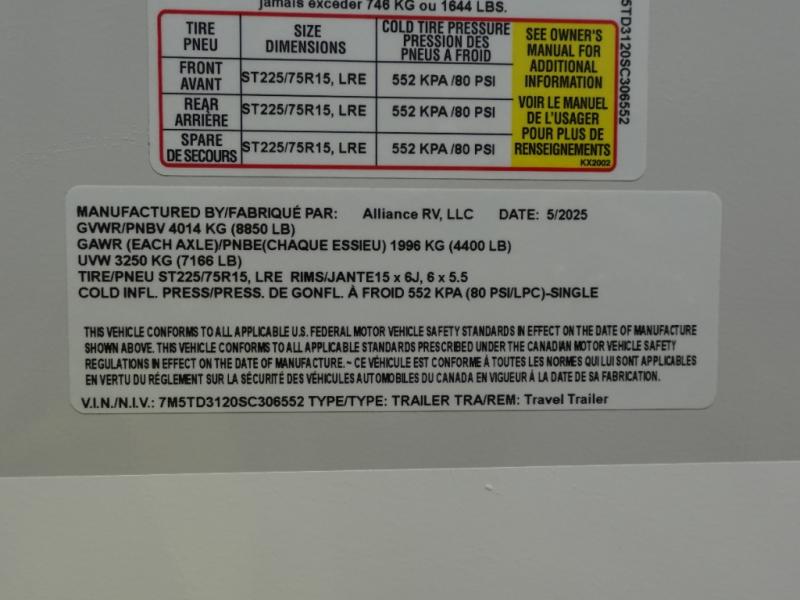 jamais excéder 746 KG ou 1644 LBS.
TIRE PNEU SIZE DIMENSIONS COLD TIRE PRESSURE PRESSION DES PNEUS A FROID
FRONT AVANT ST225/75R15, LRE 552 KPA /80 PSI
REAR ARRIÈRE ST225/75R15, LRE 552 KPA /80 PSI
SPARE DE SECOURS ST225/75R15, LRE 552 KPA /80 PSI
SEE OWNER'S
MANUAL FOR
ADDITIONAL
INFORMATION
VOIR LE MANUEL
DE L'USAGER
POUR PLUS DE
RENSEIGNEMENTS
KX2002
M5TD3120SC306552
MANUFACTURED BY/FABRIQUÉ PAR: Alliance RV, LLC DATE: 5/2025
GVWR/PNBV 4014 KG (8850 LB)
GAWR (EACH AXLE)/PNBE(CHAQUE ESSIEU) 1996 KG (4400 LB)
UVW 3250 KG (7166 LB)
TIRE/PNEU ST225/75R15, LRE RIMS/JANTE15 x 6J, 6 x 5.5
COLD INFL. PRESS/PRESS. DE GONFL. À FROID 552 KPA (80 PSI/LPC)-SINGLE
THIS VEHICLE CONFORMS TO ALL APPLICABLE U.S. FEDERAL MOTOR VEHICLE SAFETY STANDARDS IN EFFECT ON THE DATE OF MANUFACTURE
SHOWN ABOVE. THIS VEHICLE CONFORMS TO ALL APPLICABLE STANDARDS PRESCRIBED UNDER THE CANADIAN MOTOR VEHICLE SAFETY
REGULATIONS IN EFFECT ON THE DATE OF MANUFACTURE. ~ CE VÉHICULE EST CONFORME À TOUTES LES NORMES QUI LUI SONT APPLICABLES
EN VERTU DU RÉGLEMENT SUR LA SÉCURITÉ DES VÉHICULES AUTOMOBILES DU CANADA EN VIGUEUR À LA DATE DE SA FABRICATION.
V.I.N./N.I.V.: 7M5TD3120SC306552 TYPE/TYPE: TRAILER TRA/REM: Travel Trailer